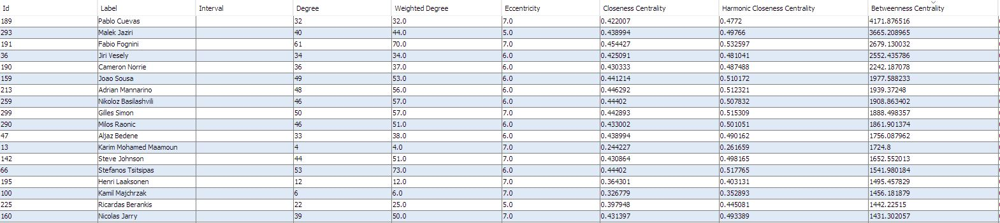 Id Label Interval Degree Weighted Degree Eccentricity Closeness Centrality Harmonic Closeness Centrality Betweenness Centrality
189 Pablo Cuevas 32 32.0 7.0 0.422007 0.4772 4171.876516
293 Malek Jaziri 40 44.0 5.0 0.438994 0.49766 3665.208965
191 Fabio Fognini 61 70.0 7.0 0.454427 0.532597 2679.130032
36 Jiri Vesely 34 34.0 6.0 0.425091 0.481041 2552.435786
190 Cameron Norrie 36 37.0 6.0 0.430333 0.487488 2242.187078
159 Joao Sousa 49 53.0 6.0 0.441214 0.510172 1977.588233
213 Adrian Mannarino 48 56.0 6.0 0.446292 0.512321 1939.37248
259 Nikoloz Basilashvili 46 57.0 6.0 0.44402 0.507832 1908.863402
299 Gilles Simon 50 57.0 7.0 0.442893 0.515309 1888.498357
290 Milos Raonic 46 51.0 6.0 0.433002 0.501051 1861.901374
47 Aljaz Bedene 33 38.0 6.0 0.438994 0.490162 1756.087962
13 Karim Mohamed Maamoun 4 4.0 7.0 0.244227 0.261659 1724.8
142 Steve Johnson 44 51.0 7.0 0.430864 0.498165 1652.552013
66 Stefanos Tsitsipas 53 73.0 6.0 0.44402 0.517765 1541.980184
195 Henri Laaksonen 12 12.0 7.0 0.364301 0.403131 1495.457829
100 Kamil Majchrzak 6 6.0 7.0 0.326779 0.352893 1456.181879
225 Ricardas Berankis 22 25.0 5.0 0.397948 0.445081 1442.22515
160 Nicolas Jarry 39 50.0 7.0 0.431397 0.493389 1431.302057